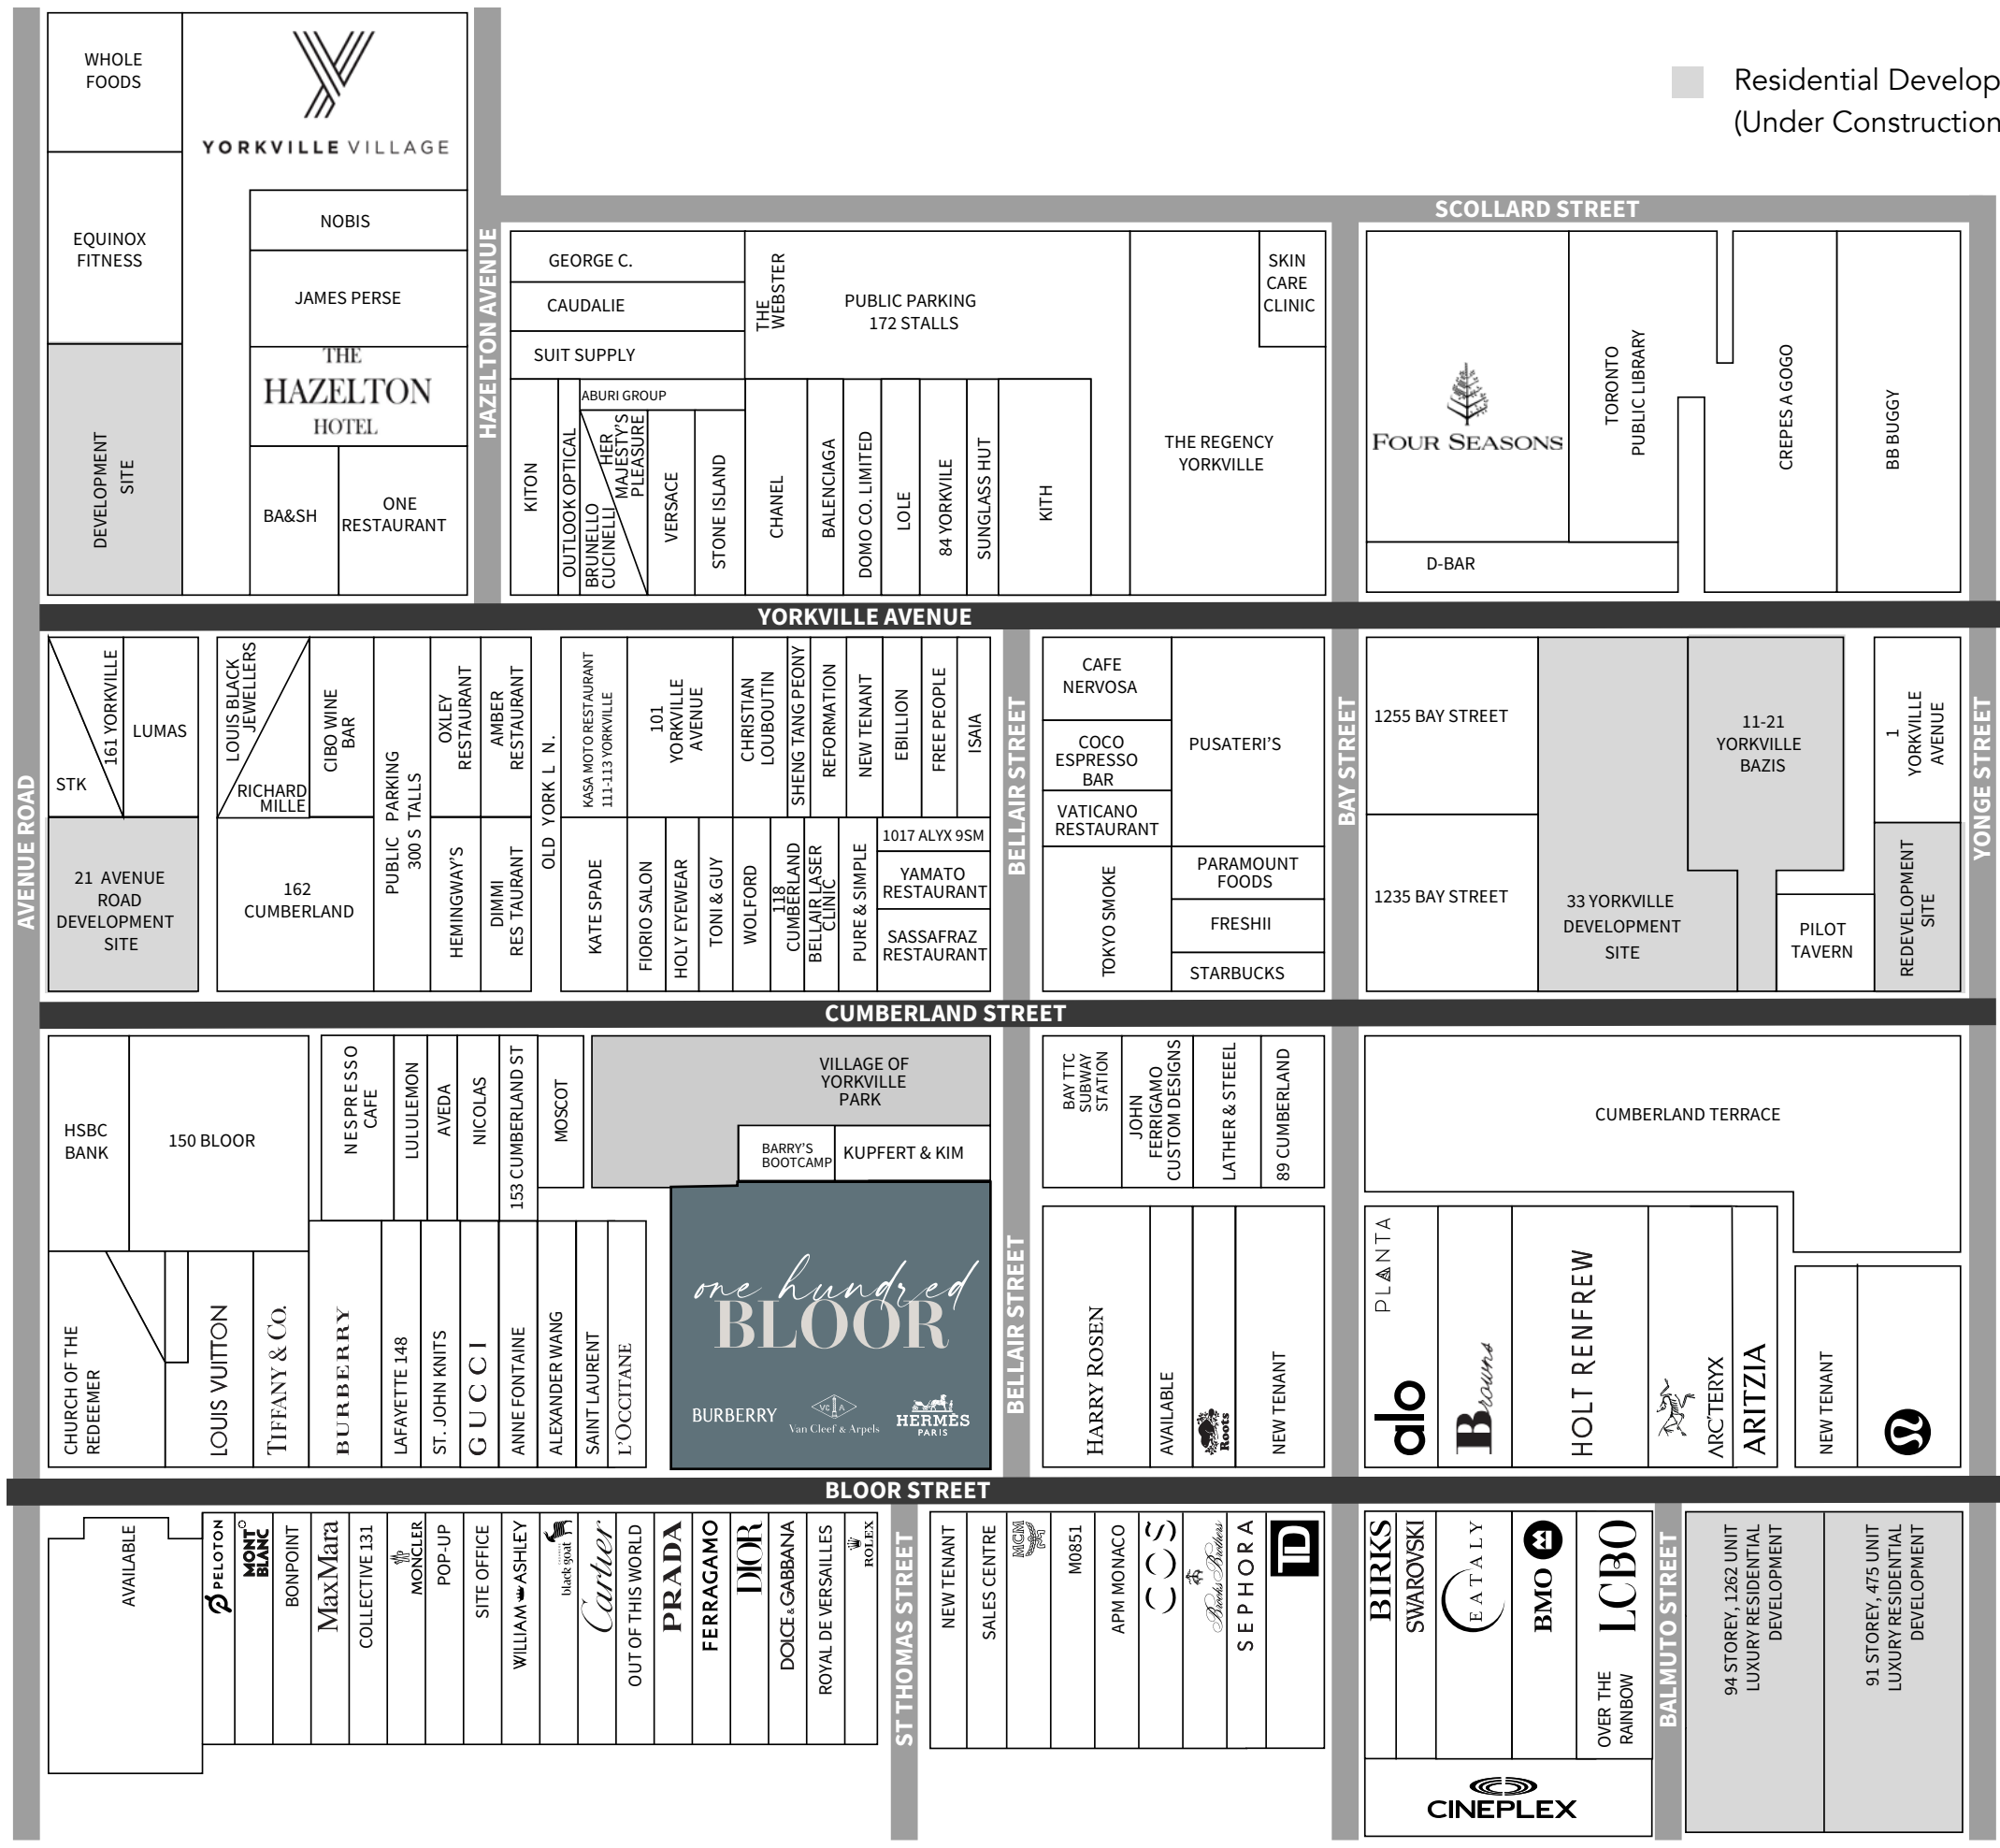 WHOLE
FOODS
YORKVILLE VILLAGE
Residential Develop
(Under Construction
SCOLLARD STREET
EQUINOX
FITNESS
NOBIS
JAMES PERSE
THE
HAZELTON
HOTEL
DEVELOPMENT
SITE
BA&SH
ONE
RESTAURANT
HAZELTON AVENUE
GEORGE C.
CAUDALIE
SUIT SUPPLY
THE
WEBSTER
PUBLIC PARKING
172 STALLS
SKIN
CARE
CLINIC
KITON
OUTLOOK OPTICAL
ABURI GROUP
BRUNELLO
CUCINELLI
HER
MAJESTY'S
PLEASURE
VERSACE
STONE ISLAND
CHANEL
BALENCIAGA
DOMO CO. LIMITED
LOLE
84 YORKVILE
SUNGLASS HUT
KITH
THE REGENCY
YORKVILLE
FOUR SEASONS
D-BAR
TORONTO
PUBLIC LIBRARY
CREPES A GOGO
BB BUGGY
YORKVILLE AVENUE
AVENUE ROAD
STK
161 YORKVILLE
LUMAS
LOUIS BLACK
JEWELLERS
RICHARD
MILLE
CIBO WINE
BAR
PUBLIC PARKING
300 S TALLS
OXLEY
RESTAURANT
AMBER
RESTAURANT
OLD YORK L N.
KASA MOTO RESTAURANT
111-113 YORKVILLE
101
YORKVILLE
AVENUE
CHRISTIAN
LOUBOUTIN
SHENG TANG PEONY
REFORMATION
NEW TENANT
EBILLION
FREE PEOPLE
ISAIA
BELLAIR STREET
CAFE
NERVOSA
COCO
ESPRESSO
BAR
VATICANO
RESTAURANT
PUSATERI'S
BAY STREET
1255 BAY STREET
11-21
YORKVILLE
BAZIS
1
YORKVILLE
AVENUE
YONGE STREET
21 AVENUE
ROAD
DEVELOPMENT
SITE
162
CUMBERLAND
HEMINGWAY'S
DIMMI
RES TAURANT
KATE SPADE
FIORIO SALON
HOLY EYEWEAR
TONI & GUY
WOLFORD
118
CUMBERLAND
BELLAIR LASER
CLINIC
PURE & SIMPLE
1017 ALYX 9SM
YAMATO
RESTAURANT
SASSAFRAZ
RESTAURANT
TOKYO SMOKE
PARAMOUNT
FOODS
FRESHII
STARBUCKS
1235 BAY STREET
33 YORKVILLE
DEVELOPMENT
SITE
PILOT
TAVERN
REDEVELOPMENT
SITE
CUMBERLAND STREET
HSBC
BANK
150 BLOOR
NESPRESSO
CAFE
LULULEMON
AVEDA
NICOLAS
153 CUMBERLAND ST
MOSCOT
VILLAGE OF
YORKVILLE
PARK
BARRY'S
BOOTCAMP
KUPFERT & KIM
BAY TTC
SUBWAY
STATION
JOHN
FERRIGAMO
CUSTOM DESIGNS
LATHER & STEEEL
89 CUMBERLAND
CUMBERLAND TERRACE
CHURCH OF THE
REDEEMER
LOUIS VUITTON
TIFFANY & CO.
BURBERRY
LAFAYETTE 148
ST. JOHN KNITS
GUCCI
ANNE FONTAINE
ALEXANDER WANG
SAINT LAURENT
L'OCCITANE
one hundred
BLOOR
BURBERRY
VC A
Van Cleef & Arpels
HERMÈS
PARIS
BELLAIR STREET
HARRY ROSEN
AVAILABLE
Roots
NEW TENANT
PLANTA
alo
Browns
HOLT RENFREW
ARC'TERYX
ARITZIA
NEW TENANT
BLOOR STREET
AVAILABLE
PELOTON
MONT
BLANC
BONPOINT
MaxMara
COLLECTIVE 131
MONCLER
POP-UP
SITE OFFICE
WILLIAM ASHLEY
black goat
Cartier
OUT OF THIS WORLD
PRADA
FERRAGAMO
DIOR
DOLCE & GABBANA
ROYAL DE VERSAILLES
ROLEX
ST THOMAS STREET
NEW TENANT
SALES CENTRE
MCM
M0851
APM MONACO
COS
Brooks Brothers
SEPHORA
TD
BIRKS
SWAROVSKI
EATALY
BMO
LCBO
OVER THE
RAINBOW
CINEPLEX
BALMUTO STREET
94 STOREY, 1262 UNIT
LUXURY RESIDENTIAL
DEVELOPMENT
91 STOREY, 475 UNIT
LUXURY RESIDENTIAL
DEVELOPMENT